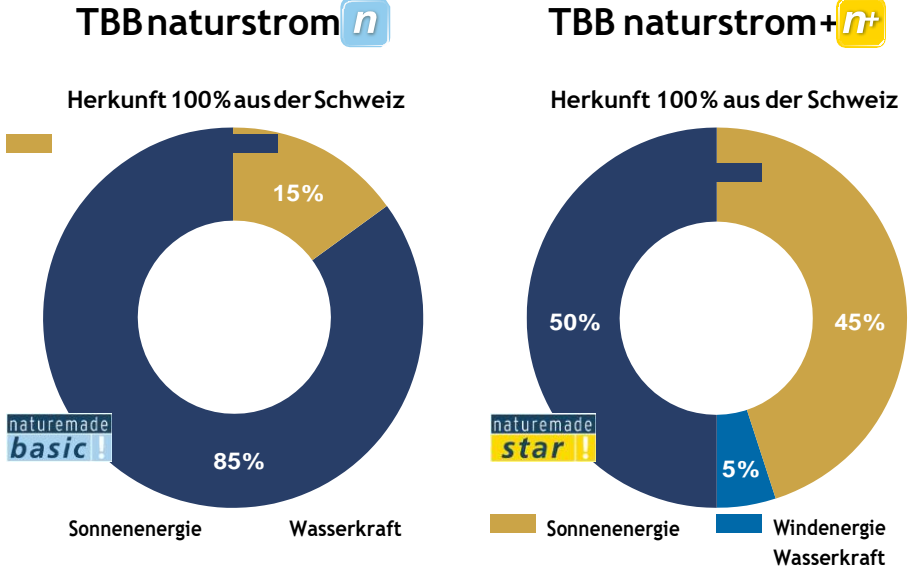 TBB naturstrom n
Herkunft 100% aus der Schweiz
15%
85%
naturemade
basic!
Sonnenenergie Wasserkraft
TBB naturstrom+ n+
Herkunft 100% aus der Schweiz
50%
45%
5%
naturemade
star!
Sonnenenergie Windenergie
Wasserkraft